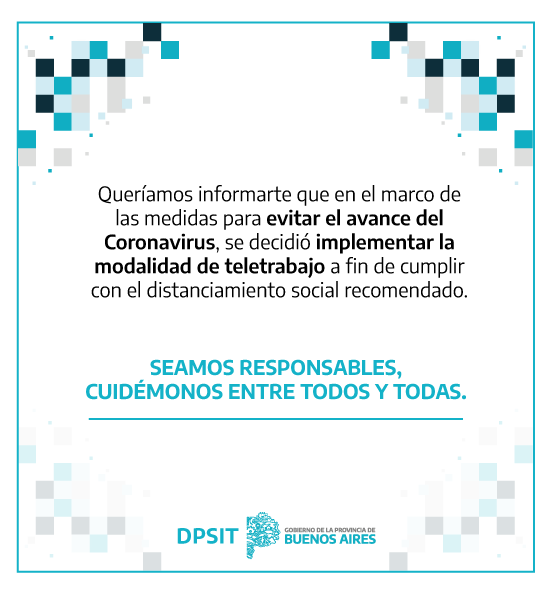 Queríamos informarte que en el marco de
las medidas para evitar el avance del
Coronavirus, se decidió implementar la
modalidad de teletrabajo a fin de cumplir
con el distanciamiento social recomendado.
SEAMOS RESPONSABLES,
CUIDÉMONOS ENTRE TODOS Y TODAS.
DPSIT
GOBIERNO DE LA PROVINCIA DE
BUENOS AIRES